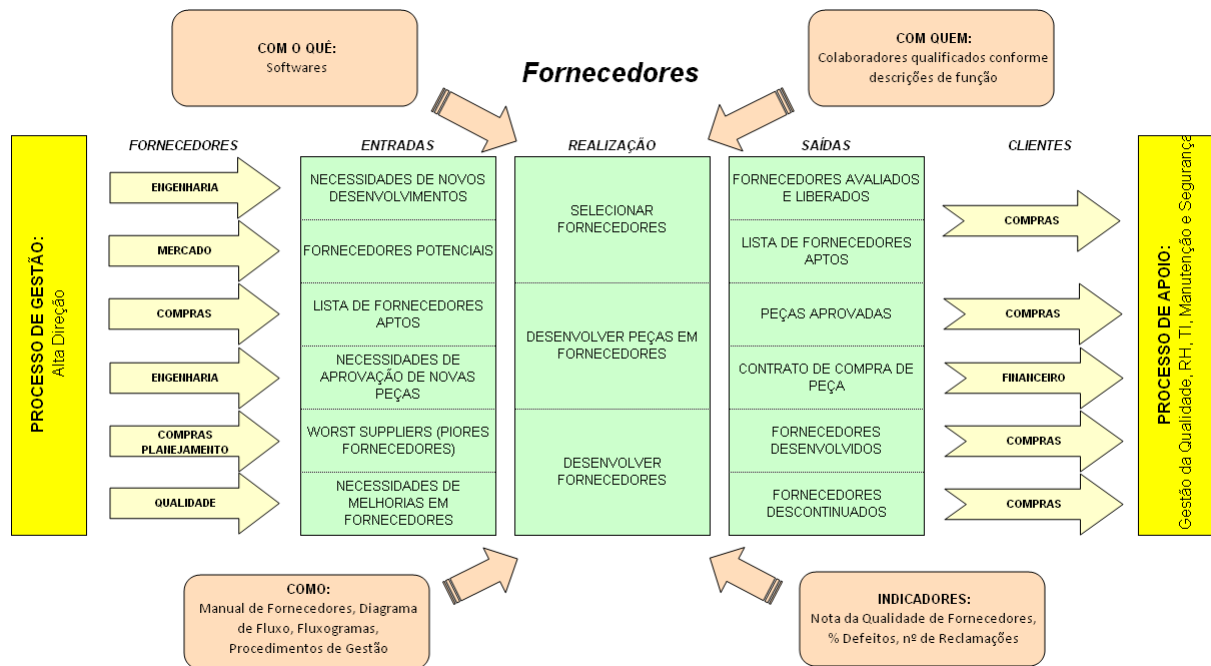 COM O QUÊ:
Softwares
Fornecedores
COM QUEM:
Colaboradores qualificados conforme
descrições de função
PROCESSO DE GESTÃO:
Alta Direção
FORNECEDORES
ENGENHARIA
MERCADO
COMPRAS
ENGENHARIA
COMPRAS
PLANEJAMENTO
QUALIDADE
ENTRADAS
NECESSIDADES DE NOVOS
DESENVOLVIMENTOS
FORNECEDORES POTENCIAIS
LISTA DE FORNECEDORES
APTOS
NECESSIDADES DE
APROVAÇÃO DE NOVAS
PEÇAS
WORST SUPPLIERS (PIORES
FORNECEDORES)
NECESSIDADES DE
MELHORIAS EM
FORNECEDORES
REALIZAÇÃO
SELECIONAR
FORNECEDORES
DESENVOLVER PEÇAS EM
FORNECEDORES
DESENVOLVER
FORNECEDORES
SAÍDAS
FORNECEDORES AVALIADOS
E LIBERADOS
LISTA DE FORNECEDORES
APTOS
PEÇAS APROVADAS
CONTRATO DE COMPRA DE
PEÇA
FORNECEDORES
DESENVOLVIDOS
FORNECEDORES
DESCONTINUADOS
CLIENTES
COMPRAS
COMPRAS
FINANCEIRO
COMPRAS
COMPRAS
PROCESSO DE APOIO:
Gestão da Qualidade, RH, TI, Manutenção e Segurança
COMO:
Manual de Fornecedores, Diagrama
de Fluxo, Fluxogramas,
Procedimentos de Gestão
INDICADORES:
Nota da Qualidade de Fornecedores,
% Defeitos, nº de Reclamações